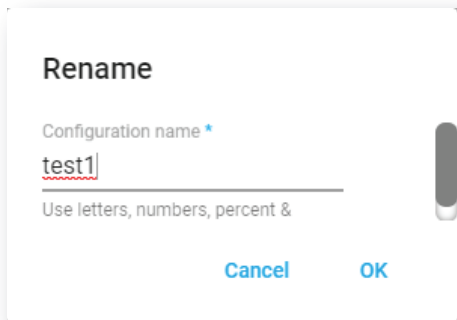 Rename
Configuration name *
test1
Use letters, numbers, percent &
Cancel OK